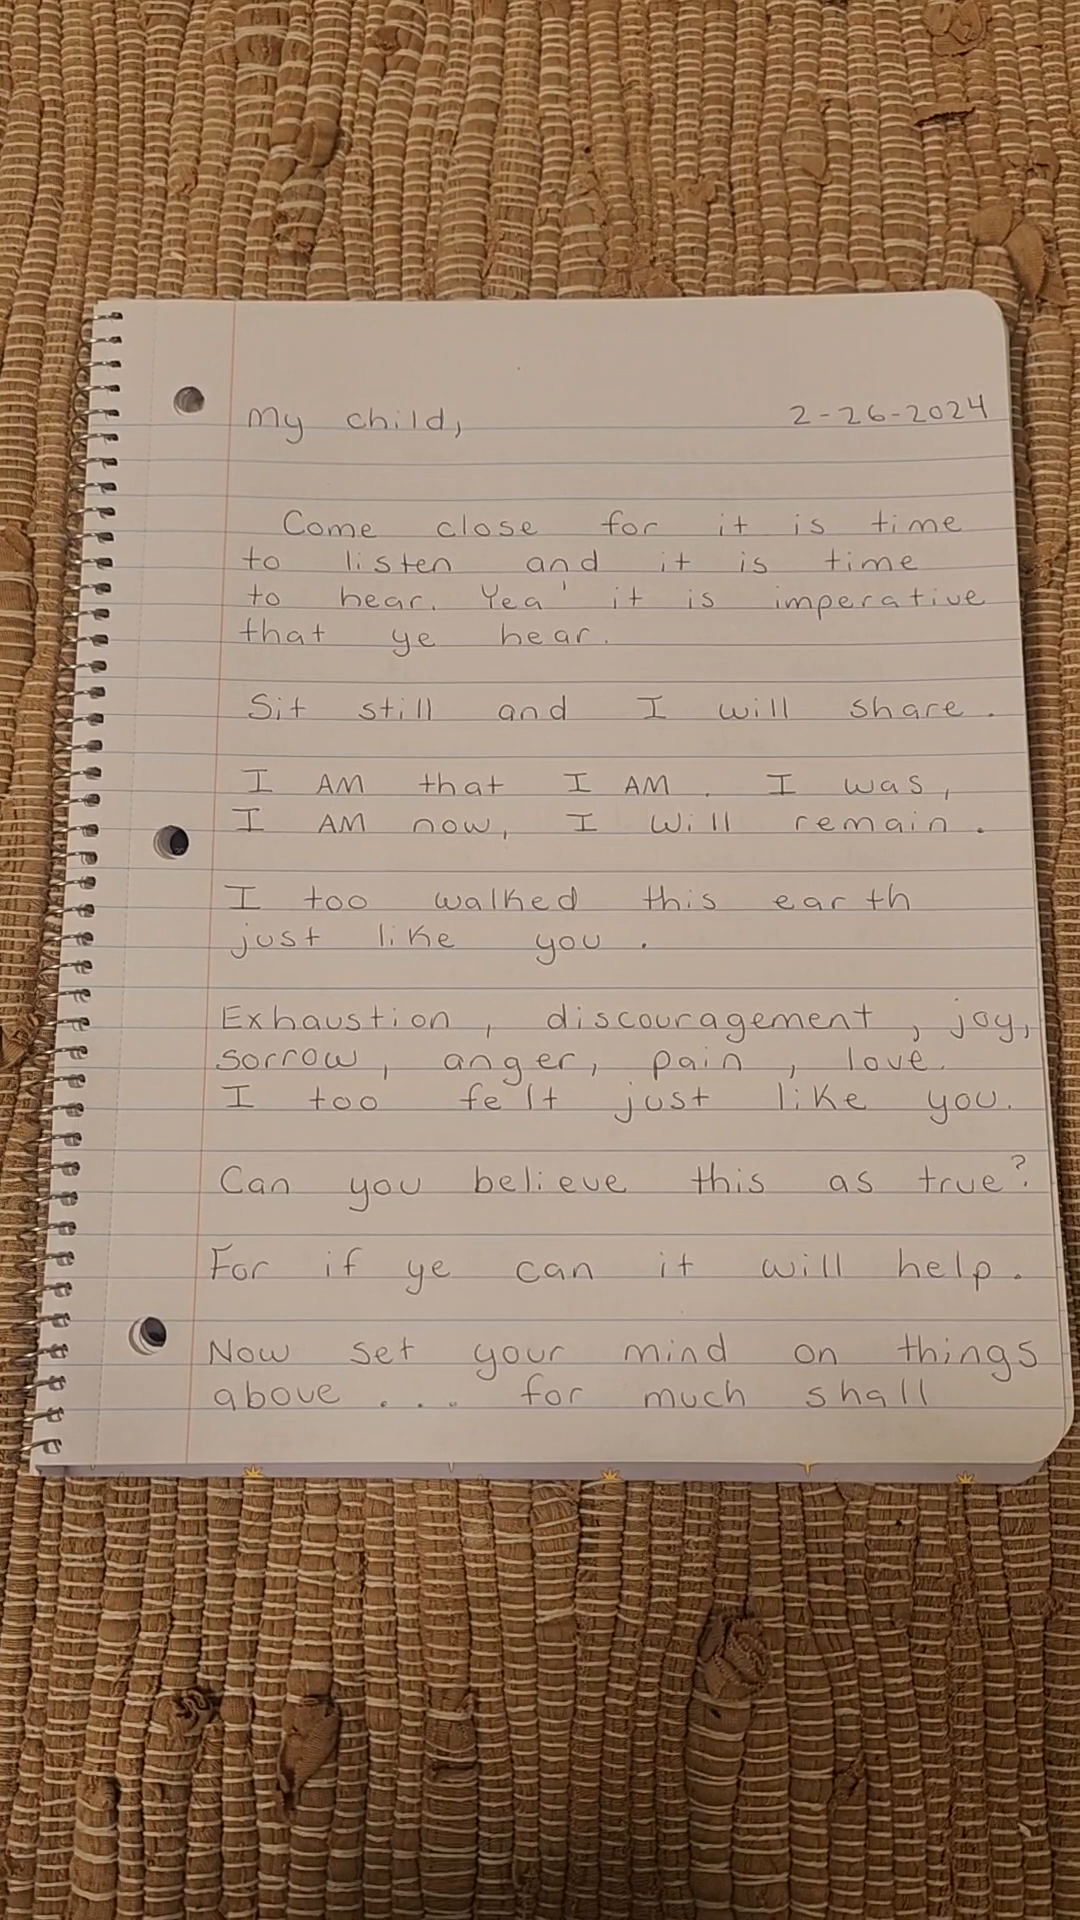 My child, 2-26-2024
Come close for it is time
to listen and it is time
to hear. Yea' it is imperative
that ye hear.
Sit still and I will share.
I AM that I AM. I was,
I AM now, I will remain.
I too walked this earth
just like you.
Exhaustion, discouragement, joy,
sorrow, anger, pain, love.
I too felt just like you.
Can you believe this as true?
For if ye can it will help.
Now set your mind on things
above... for much shall